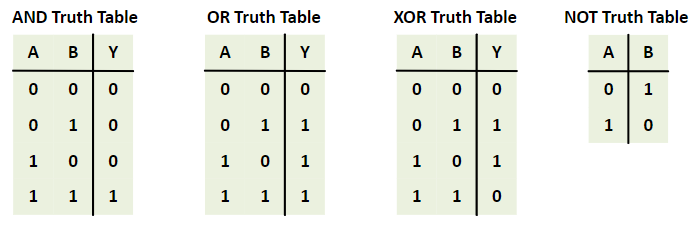 AND Truth Table
A B Y
0 0 0
0 1 0
1 0 0
1 1 1
OR Truth Table
A B Y
0 0 0
0 1 1
1 0 1
1 1 1
XOR Truth Table
A B Y
0 0 0
0 1 1
1 0 1
1 1 0
NOT Truth Table
A B
0 1
1 0